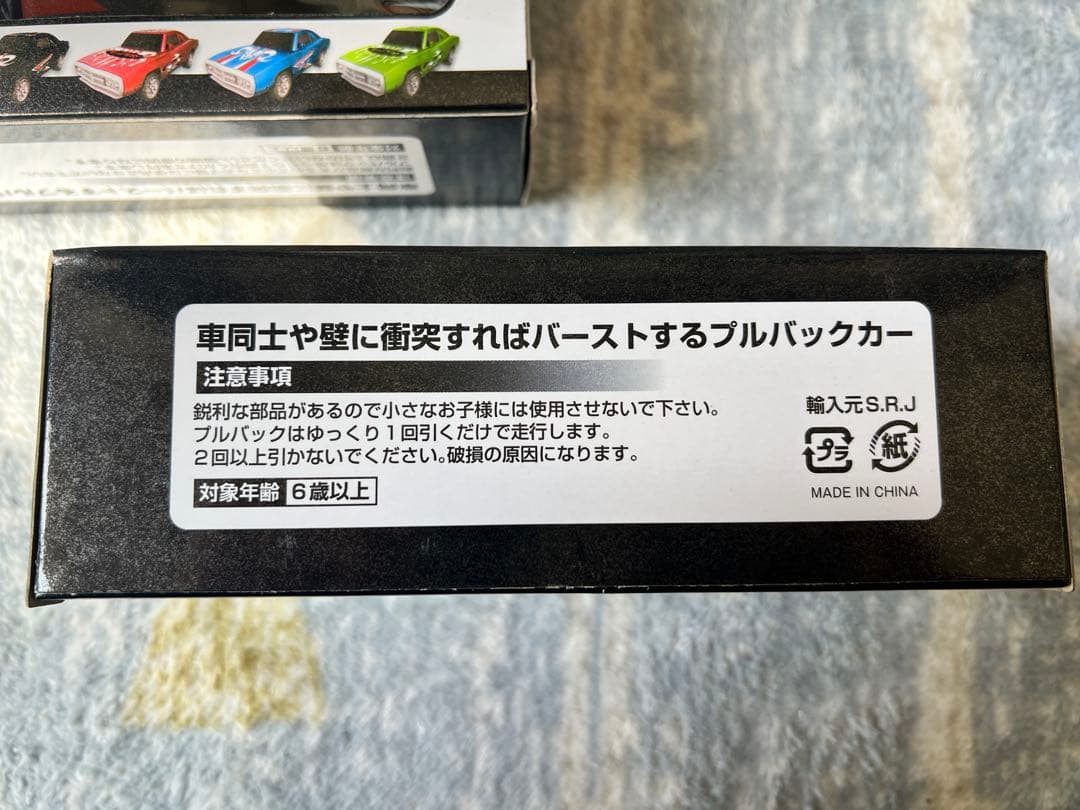 車同士や壁に衝突すればバーストするプルバックカー
注意事項
鋭利な部品があるので小さなお子様には使用させないで下さい。
プルバックはゆっくり1回引くだけで走行します。
2回以上引かないでください。破損の原因になります。
対象年齢 6歳以上
輸入元S.R.J
プラ 紙
MADE IN CHINA